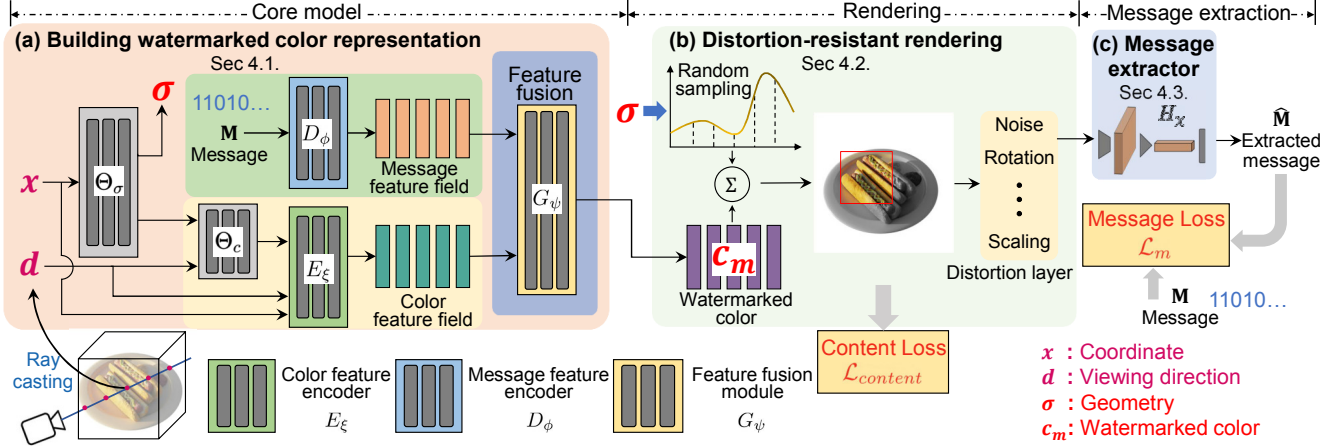 Core model
Rendering
Message extraction
(a) Building watermarked color representation
Sec 4.1.
σ
11010...
M
Message
D_ϕ
Message
feature field
Feature
fusion
Θ_σ
x
d
Θ_c
E_ξ
Color
feature field
G_ψ
(b) Distortion-resistant rendering
Sec 4.2.
Random
sampling
σ
Σ
c_m
Watermarked
color
Noise
Rotation
Scaling
Distortion layer
Content Loss
ℒ_content
(c) Message
extractor
Sec 4.3.
H_χ
M̂
Extracted
message
Message Loss
ℒ_m
M
Message
11010...
Ray
casting
Color feature
encoder
E_ξ
Message feature
encoder
D_ϕ
Feature fusion
module
G_ψ
x : Coordinate
d : Viewing direction
σ : Geometry
c_m : Watermarked color